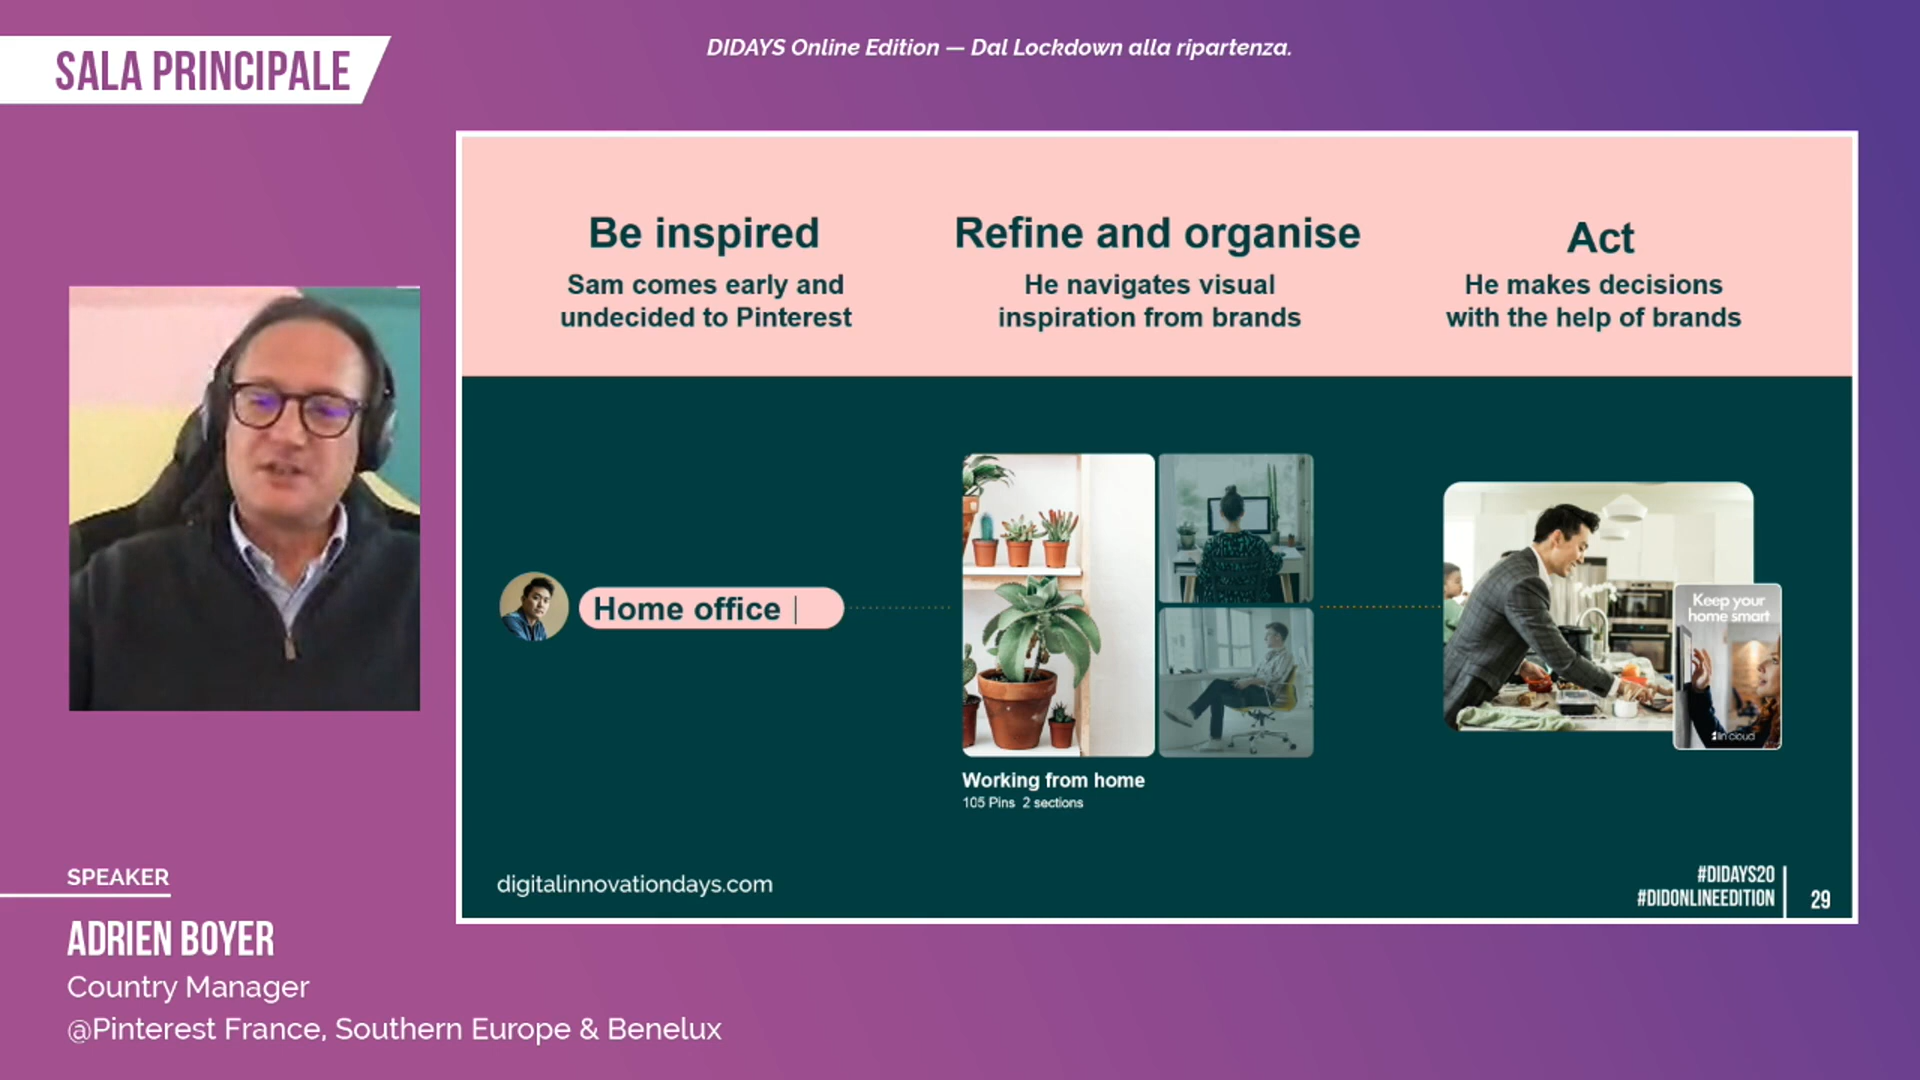 SALA PRINCIPALE
DIDAYS Online Edition — Dal Lockdown alla ripartenza.
Be inspired
Sam comes early and
undecided to Pinterest
Refine and organise
He navigates visual
inspiration from brands
Act
He makes decisions
with the help of brands
Home office
Keep your
home smart
Working from home
105 Pins 2 sections
digitalinnovationdays.com
#DIDAYS20
#DIDONLINEEDITION
29
SPEAKER
ADRIEN BOYER
Country Manager
@Pinterest France, Southern Europe & Benelux